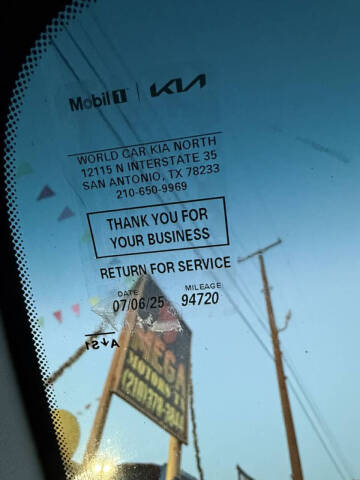 Mobil 1 | KIA
WORLD CAR KIA NORTH
12115 N INTERSTATE 35
SAN ANTONIO, TX 78233
210-650-9969
THANK YOU FOR
YOUR BUSINESS
RETURN FOR SERVICE
DATE MILEAGE
07/06/25 94720
AS1
MEGA
MOTORS